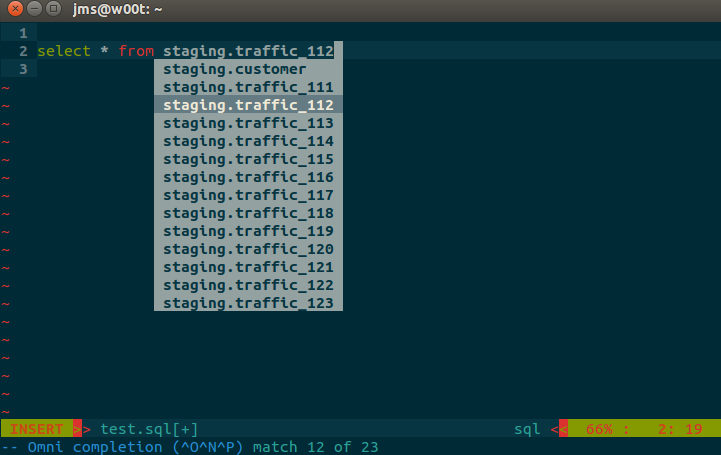 jms@w00t: ~
1
2 select * from staging.traffic_112
3 staging.customer
~ staging.traffic_111
~ staging.traffic_112
~ staging.traffic_113
~ staging.traffic_114
~ staging.traffic_115
~ staging.traffic_116
~ staging.traffic_117
~ staging.traffic_118
~ staging.traffic_119
~ staging.traffic_120
~ staging.traffic_121
~ staging.traffic_122
~ staging.traffic_123
~
~
~
~
~
~
INSERT >> test.sql[+] sql << 66% : 2: 19
-- Omni completion (^O^N^P) match 12 of 23